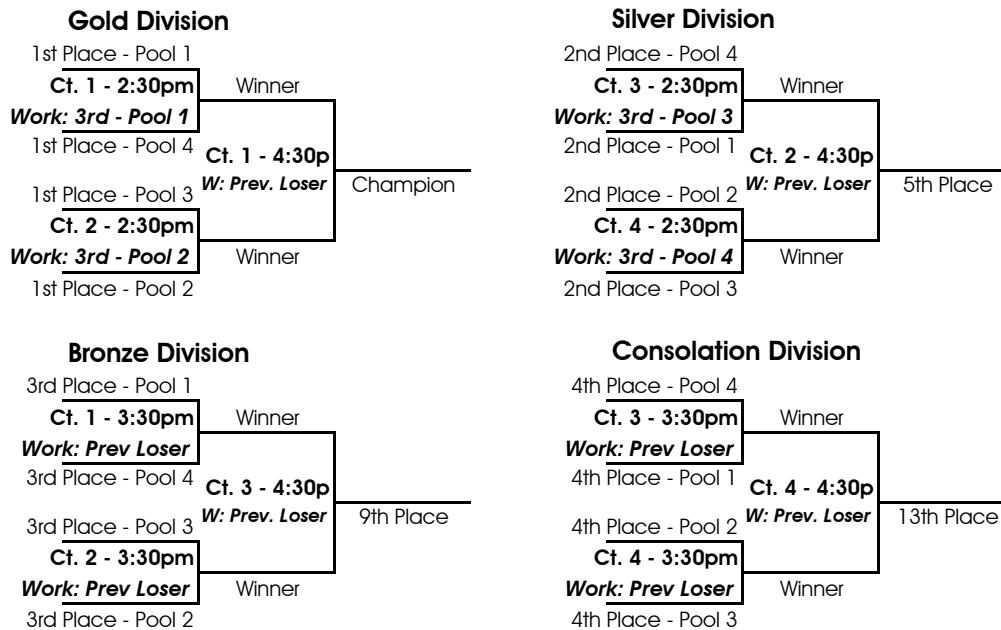 Gold Division
1st Place - Pool 1
Ct. 1 - 2:30pm
Winner
Work: 3rd - Pool 1
1st Place - Pool 4
Ct. 1 - 4:30p
W: Prev. Loser
Champion
1st Place - Pool 3
Ct. 2 - 2:30pm
Work: 3rd - Pool 2
Winner
1st Place - Pool 2
Silver Division
2nd Place - Pool 4
Ct. 3 - 2:30pm
Winner
Work: 3rd - Pool 3
2nd Place - Pool 1
Ct. 2 - 4:30p
W: Prev. Loser
5th Place
2nd Place - Pool 2
Ct. 4 - 2:30pm
Work: 3rd - Pool 4
Winner
2nd Place - Pool 3
Bronze Division
3rd Place - Pool 1
Ct. 1 - 3:30pm
Winner
Work: Prev Loser
3rd Place - Pool 4
Ct. 3 - 4:30p
W: Prev. Loser
9th Place
3rd Place - Pool 3
Ct. 2 - 3:30pm
Work: Prev Loser
Winner
3rd Place - Pool 2
Consolation Division
4th Place - Pool 4
Ct. 3 - 3:30pm
Winner
Work: Prev Loser
4th Place - Pool 1
Ct. 4 - 4:30p
W: Prev. Loser
13th Place
4th Place - Pool 2
Ct. 4 - 3:30pm
Work: Prev Loser
Winner
4th Place - Pool 3